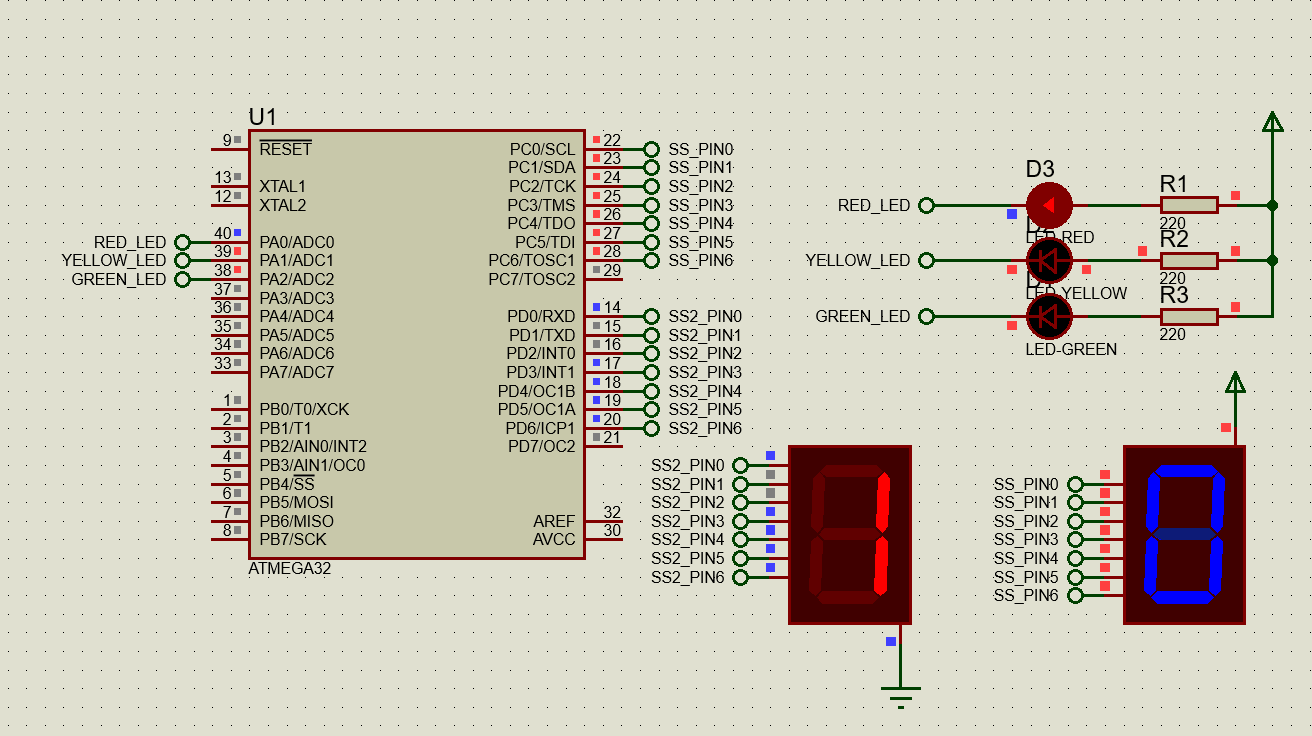 U1
9 RESET
13 XTAL1
12 XTAL2
RED_LED 40 PA0/ADC0
YELLOW_LED 39 PA1/ADC1
GREEN_LED 38 PA2/ADC2
37 PA3/ADC3
36 PA4/ADC4
35 PA5/ADC5
34 PA6/ADC6
33 PA7/ADC7
1 PB0/T0/XCK
2 PB1/T1
3 PB2/AIN0/INT2
4 PB3/AIN1/OC0
5 PB4/SS
6 PB5/MOSI
7 PB6/MISO
8 PB7/SCK
PC0/SCL 22 SS_PIN0
PC1/SDA 23 SS_PIN1
PC2/TCK 24 SS_PIN2
PC3/TMS 25 SS_PIN3
PC4/TDO 26 SS_PIN4
PC5/TDI 27 SS_PIN5
PC6/TOSC1 28 SS_PIN6
PC7/TOSC2 29
PD0/RXD 14 SS2_PIN0
PD1/TXD 15 SS2_PIN1
PD2/INT0 16 SS2_PIN2
PD3/INT1 17 SS2_PIN3
PD4/OC1B 18 SS2_PIN4
PD5/OC1A 19 SS2_PIN5
PD6/ICP1 20 SS2_PIN6
PD7/OC2 21
AREF 32
AVCC 30
ATMEGA32
D3
RED_LED
R1
220
LED-RED
YELLOW_LED
R2
220
LED-YELLOW
GREEN_LED
R3
220
LED-GREEN
SS2_PIN0
SS2_PIN1
SS2_PIN2
SS2_PIN3
SS2_PIN4
SS2_PIN5
SS2_PIN6
1
SS_PIN0
SS_PIN1
SS_PIN2
SS_PIN3
SS_PIN4
SS_PIN5
SS_PIN6
0